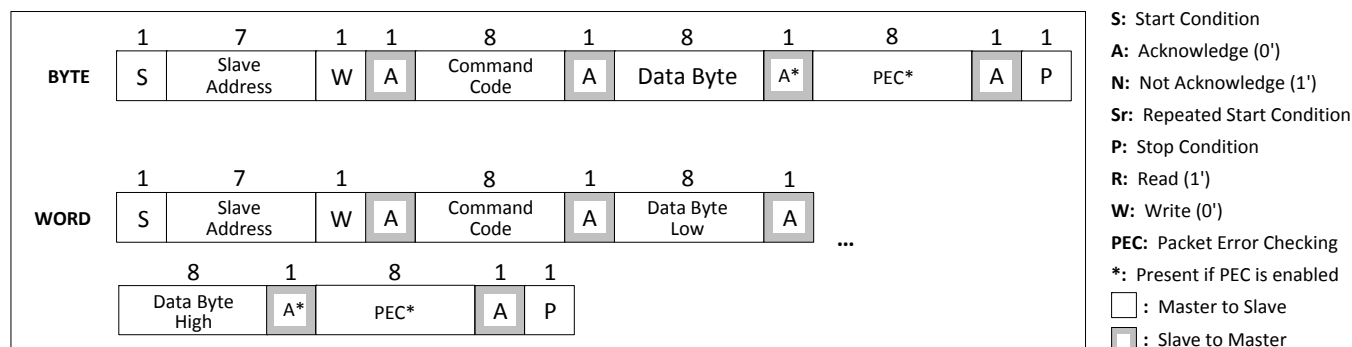 1 7 1 1 8 1 8 1 8 1 1
BYTE S Slave Address W A Command Code A Data Byte A* PEC* A P
1 7 1 8 1 8 1
WORD S Slave Address W A Command Code A Data Byte Low A ...
8 1 8 1 1
Data Byte High A* PEC* A P
S: Start Condition
A: Acknowledge (0')
N: Not Acknowledge (1')
Sr: Repeated Start Condition
P: Stop Condition
R: Read (1')
W: Write (0')
PEC: Packet Error Checking
*: Present if PEC is enabled
: Master to Slave
: Slave to Master